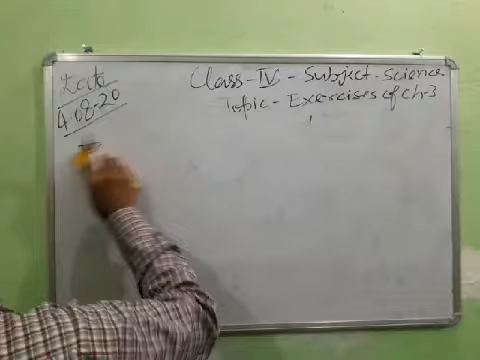 Date
4-08-20
Class-IV - Subject-Science
Topic - Exercises of Ch-3